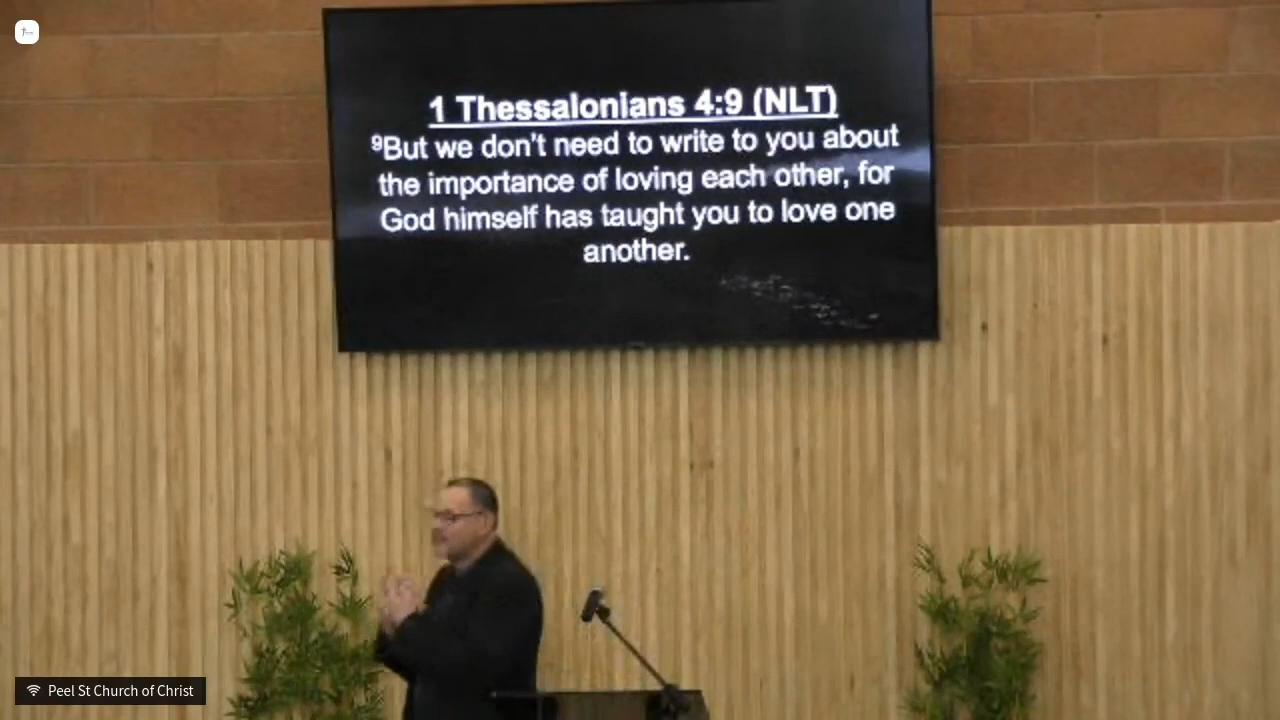 1 Thessalonians 4:9 (NLT)
⁹But we don't need to write to you about
the importance of loving each other, for
God himself has taught you to love one
another.
Peel St Church of Christ